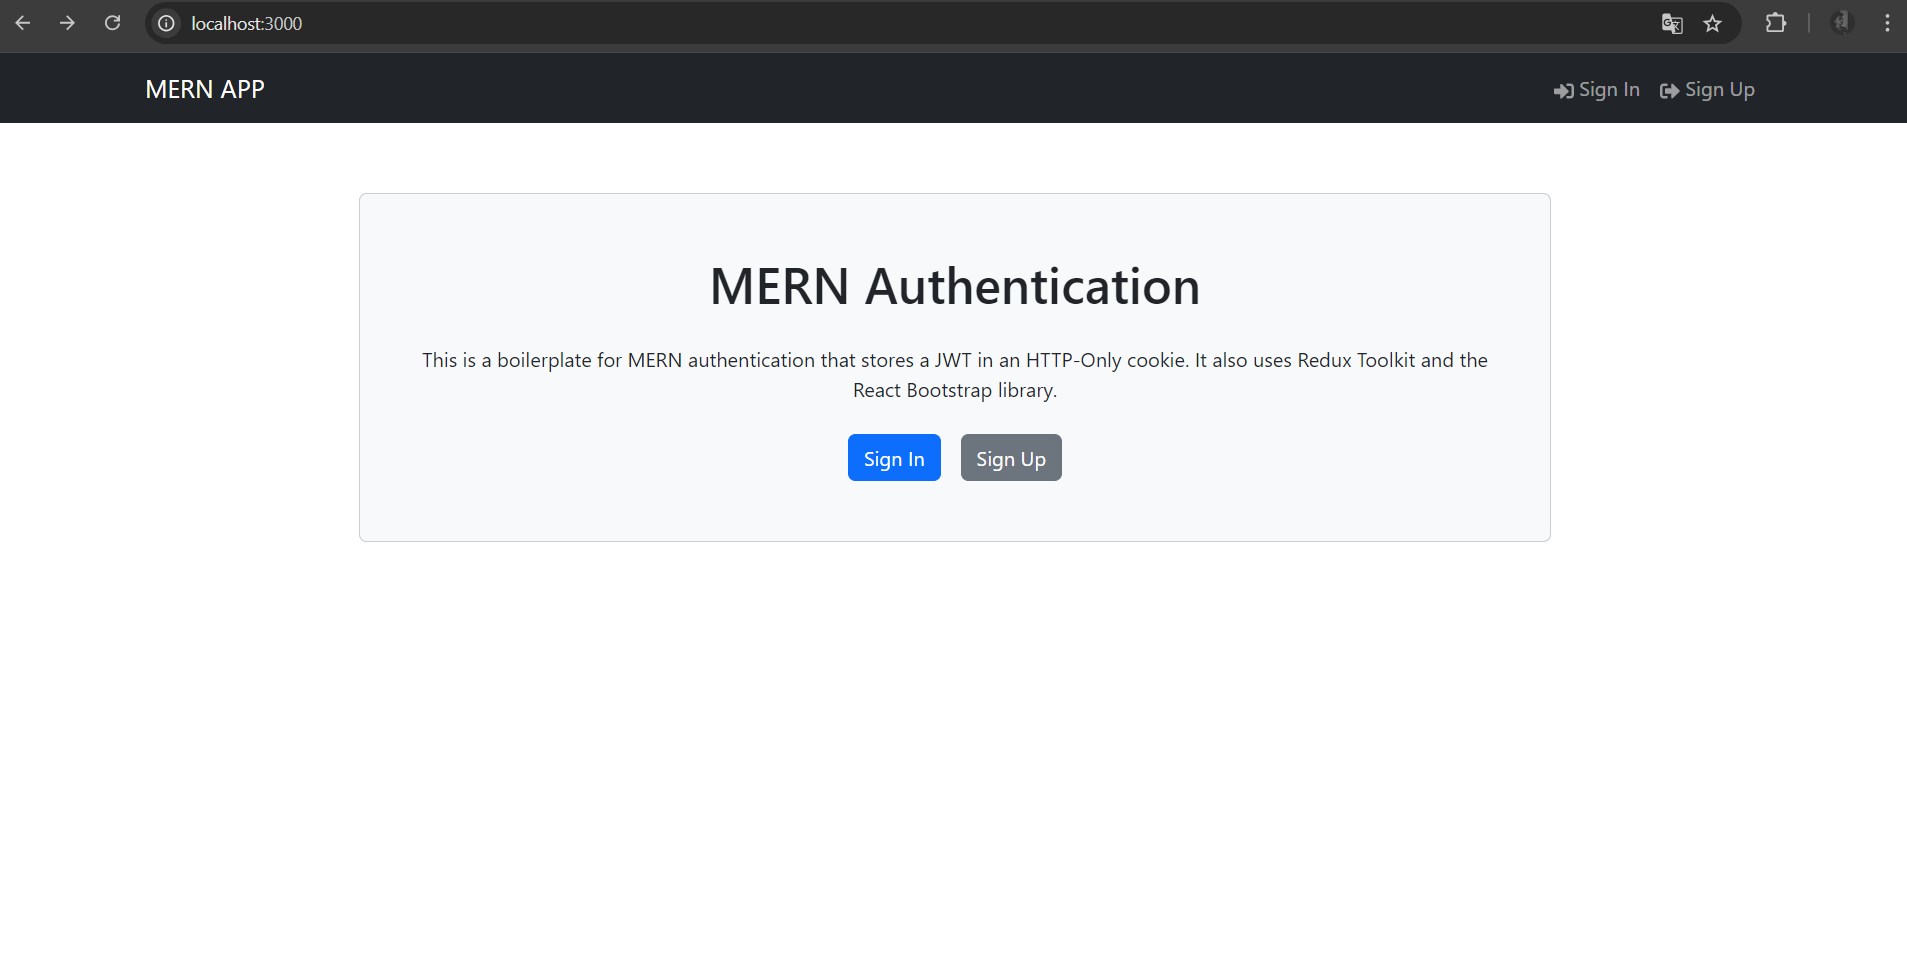 localhost:3000
MERN APP
Sign In
Sign Up
MERN Authentication
This is a boilerplate for MERN authentication that stores a JWT in an HTTP-Only cookie. It also uses Redux Toolkit and the
React Bootstrap library.
Sign In
Sign Up